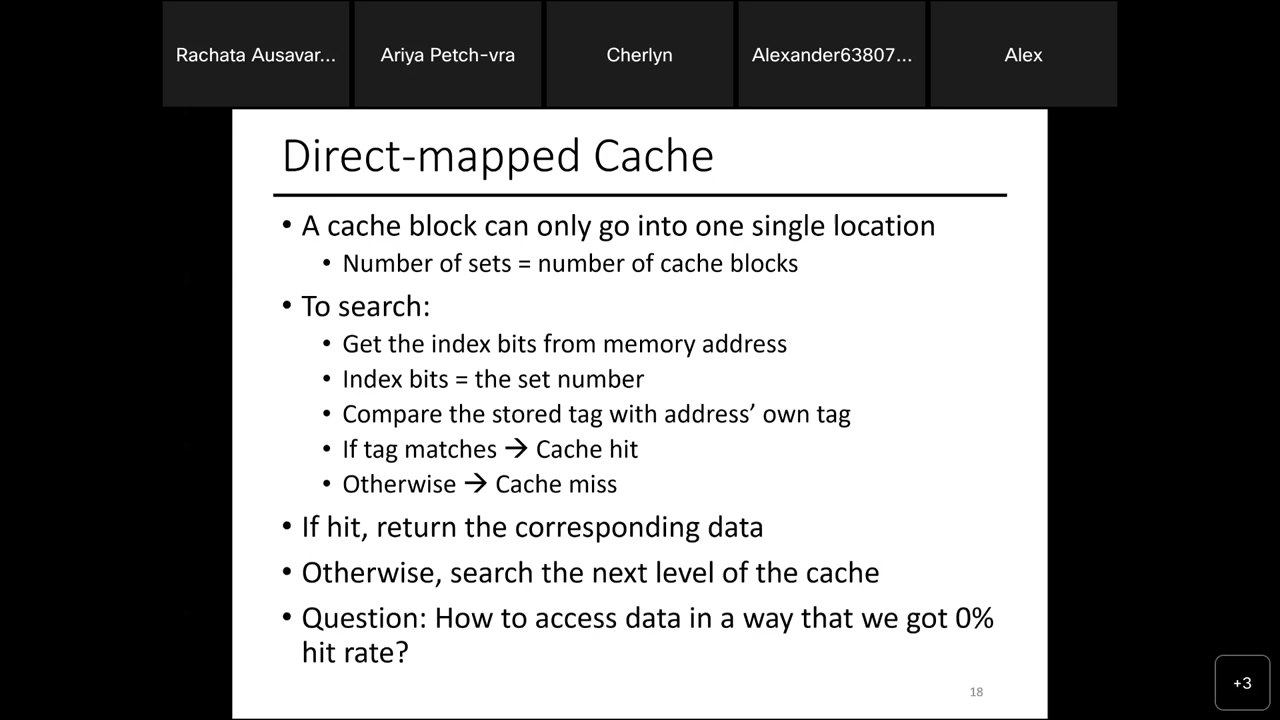 Rachata Ausavar...
Ariya Petch-vra
Cherlyn
Alexander63807...
Alex
Direct-mapped Cache
• A cache block can only go into one single location
• Number of sets = number of cache blocks
• To search:
• Get the index bits from memory address
• Index bits = the set number
• Compare the stored tag with address’ own tag
• If tag matches → Cache hit
• Otherwise → Cache miss
• If hit, return the corresponding data
• Otherwise, search the next level of the cache
• Question: How to access data in a way that we got 0%
hit rate?
18
+3